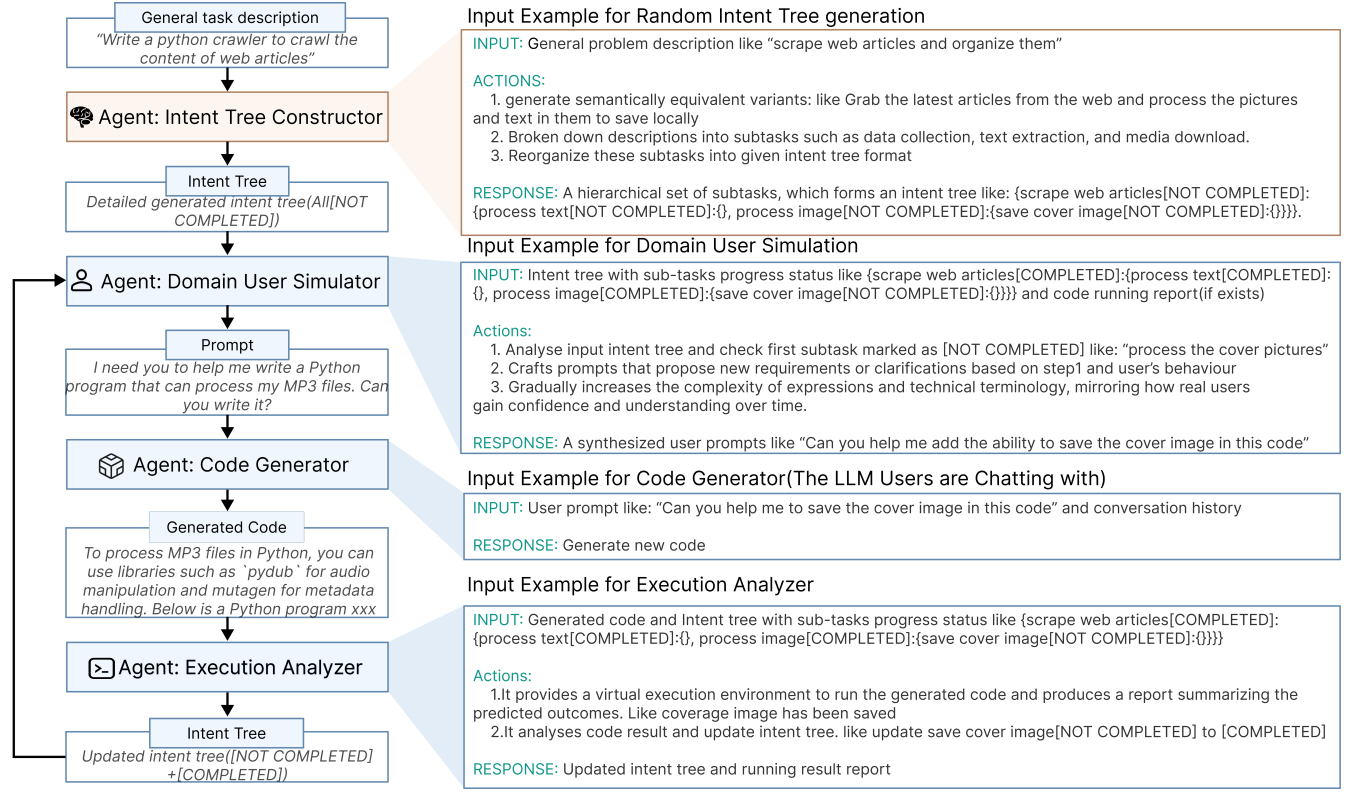 General task description
“Write a python crawler to crawl the
content of web articles”
Agent: Intent Tree Constructor
Intent Tree
Detailed generated intent tree(All[NOT
COMPLETED])
Agent: Domain User Simulator
Prompt
I need you to help me write a Python
program that can process my MP3 files. Can
you write it?
Agent: Code Generator
Generated Code
To process MP3 files in Python, you can
use libraries such as `pydub` for audio
manipulation and mutagen for metadata
handling. Below is a Python program xxx
Agent: Execution Analyzer
Intent Tree
Updated intent tree([NOT COMPLETED]
+[COMPLETED])
Input Example for Random Intent Tree generation
INPUT: General problem description like “scrape web articles and organize them”
ACTIONS:
1. generate semantically equivalent variants: like Grab the latest articles from the web and process the pictures
and text in them to save locally
2. Broken down descriptions into subtasks such as data collection, text extraction, and media download.
3. Reorganize these subtasks into given intent tree format
RESPONSE: A hierarchical set of subtasks, which forms an intent tree like: {scrape web articles[NOT COMPLETED]:
{process text[NOT COMPLETED]:{}, process image[NOT COMPLETED]:{save cover image[NOT COMPLETED]:{}}}}.
Input Example for Domain User Simulation
INPUT: Intent tree with sub-tasks progress status like {scrape web articles[COMPLETED]:{process text[COMPLETED]:
{}, process image[COMPLETED]:{save cover image[NOT COMPLETED]:{}}}} and code running report(if exists)
Actions:
1. Analyse input intent tree and check first subtask marked as [NOT COMPLETED] like: “process the cover pictures”
2. Crafts prompts that propose new requirements or clarifications based on step1 and user’s behaviour
3. Gradually increases the complexity of expressions and technical terminology, mirroring how real users
gain confidence and understanding over time.
RESPONSE: A synthesized user prompts like “Can you help me add the ability to save the cover image in this code”
Input Example for Code Generator(The LLM Users are Chatting with)
INPUT: User prompt like: “Can you help me to save the cover image in this code” and conversation history
RESPONSE: Generate new code
Input Example for Execution Analyzer
INPUT: Generated code and Intent tree with sub-tasks progress status like {scrape web articles[COMPLETED]:
{process text[COMPLETED]:{}, process image[COMPLETED]:{save cover image[NOT COMPLETED]:{}}}}
Actions:
1.It provides a virtual execution environment to run the generated code and produces a report summarizing the
predicted outcomes. Like coverage image has been saved
2.It analyses code result and update intent tree. like update save cover image[NOT COMPLETED] to [COMPLETED]
RESPONSE: Updated intent tree and running result report